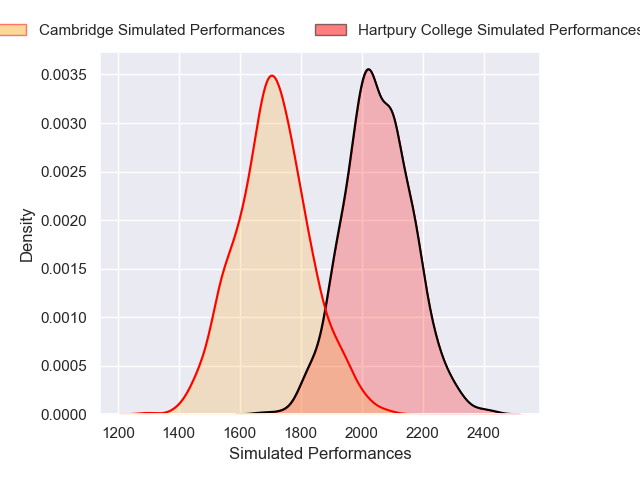 Cambridge Simulated Performances Hartpury College Simulated Performances
0.0035
0.0030
0.0025
0.0020
0.0015
0.0010
0.0005
0.0000
Density
1200 1400 1600 1800 2000 2200 2400
Simulated Performances